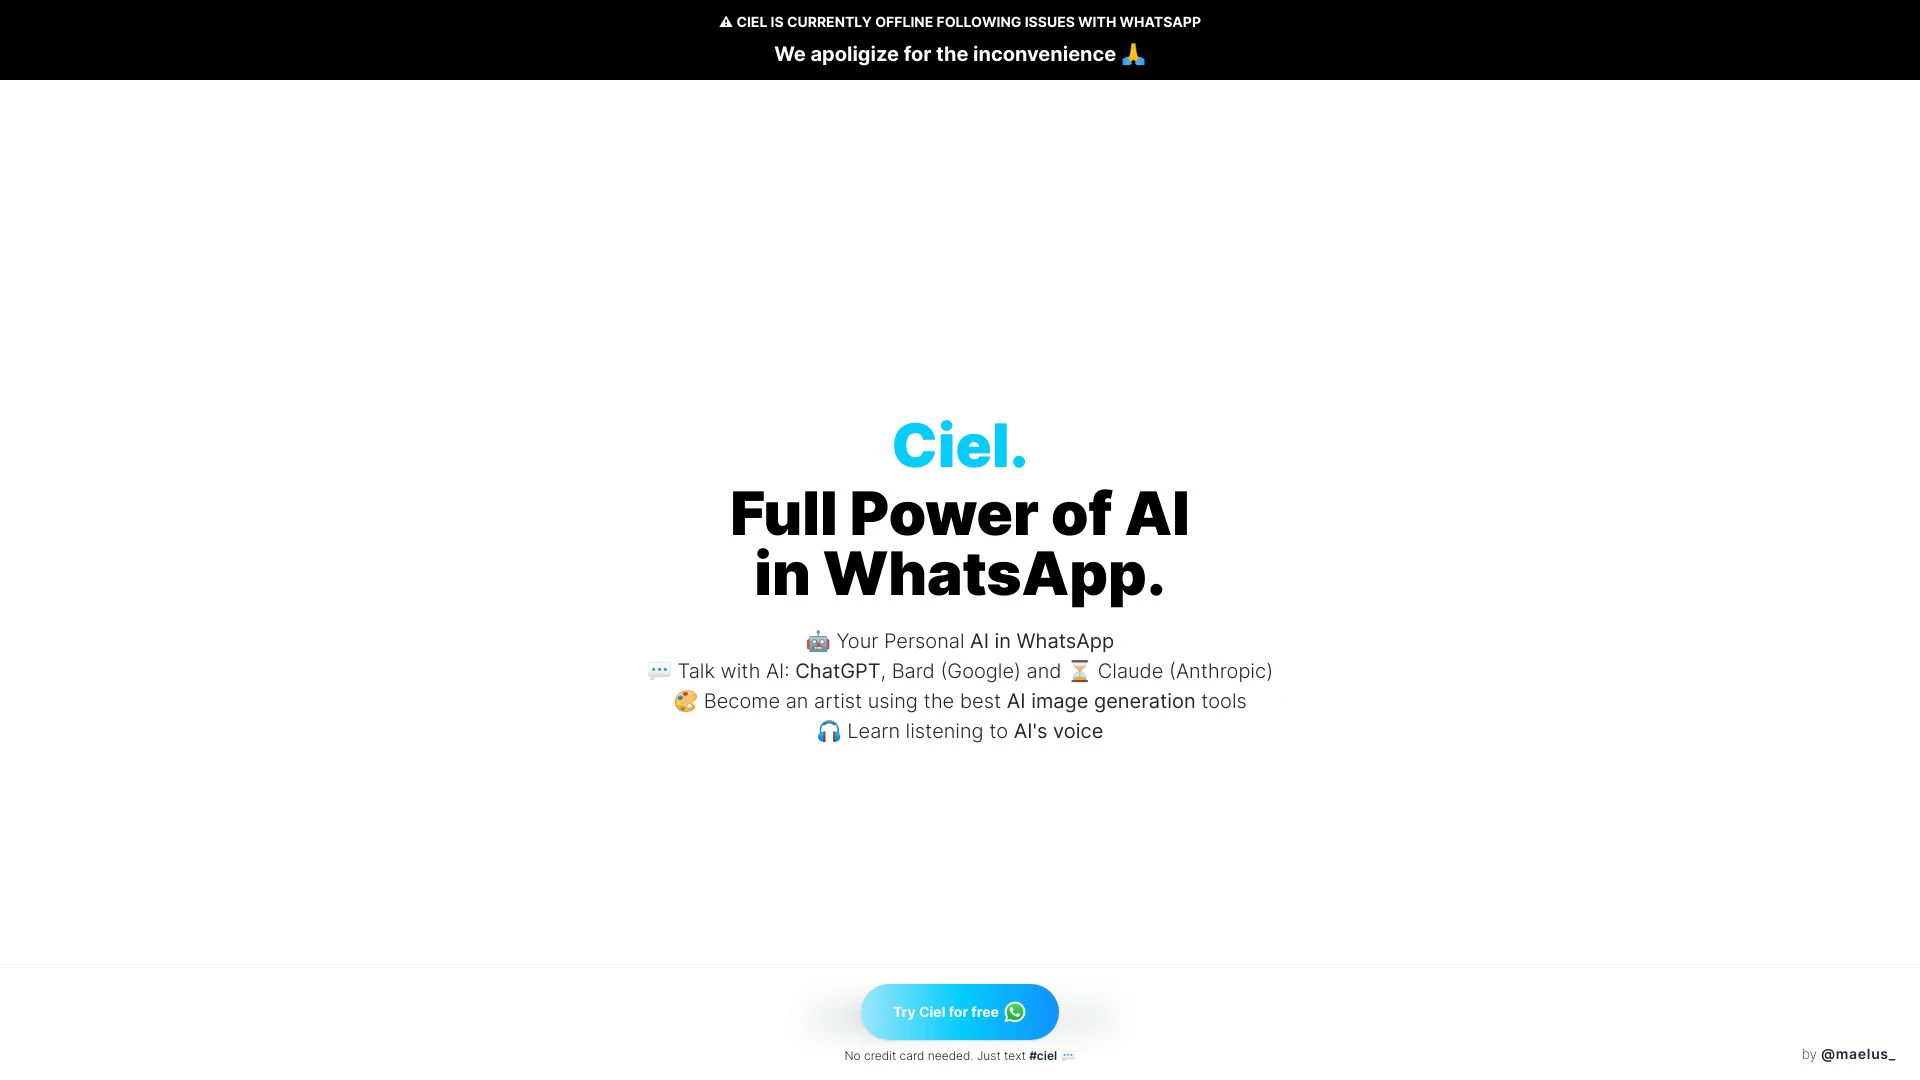 ⚠ CIEL IS CURRENTLY OFFLINE FOLLOWING ISSUES WITH WHATSAPP
We apoligize for the inconvenience 🙏
Ciel.
Full Power of AI
in WhatsApp.
🤖 Your Personal AI in WhatsApp
💬 Talk with AI: ChatGPT, Bard (Google) and ⏳ Claude (Anthropic)
🎨 Become an artist using the best AI image generation tools
🎧 Learn listening to AI's voice
Try Ciel for free
No credit card needed. Just text #ciel 💬
by @maelus_